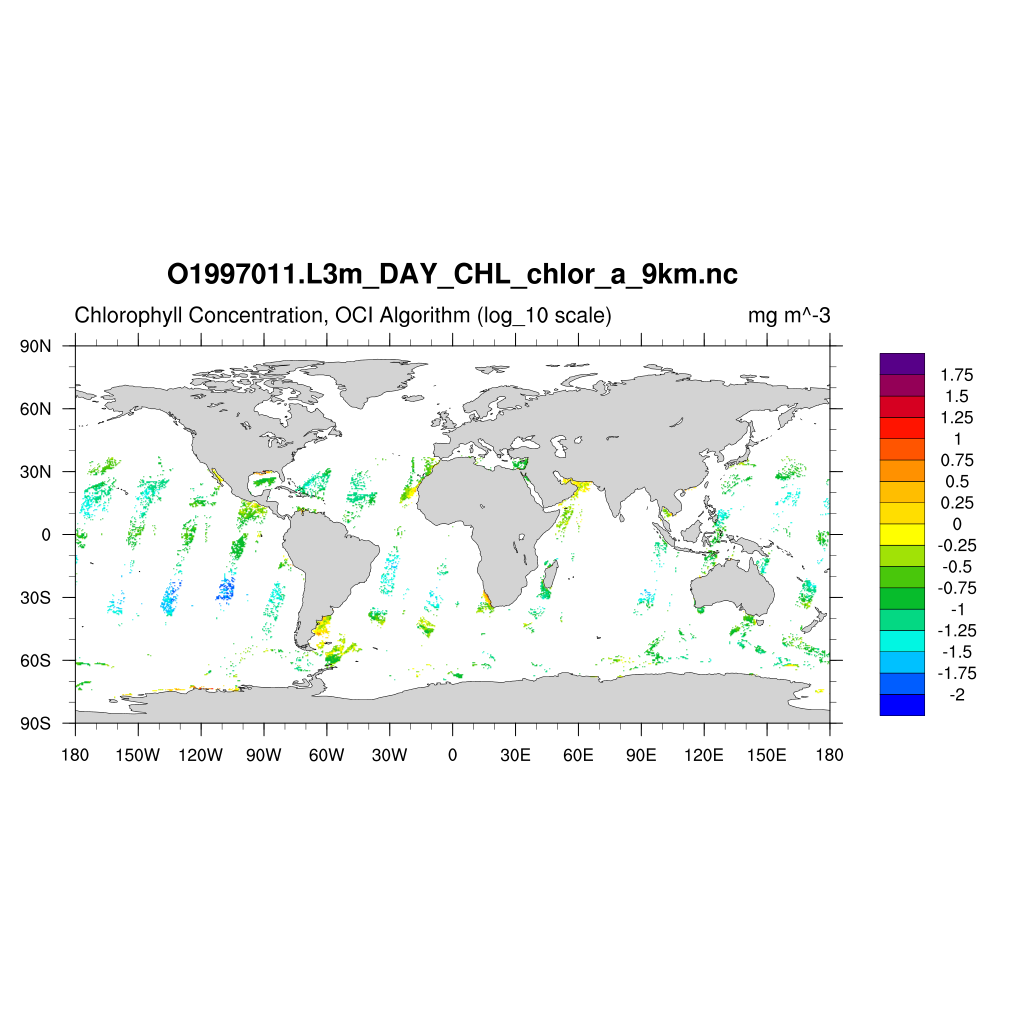 O1997011.L3m_DAY_CHL_chlor_a_9km.nc
Chlorophyll Concentration, OCI Algorithm (log_10 scale) mg m^-3
90N
60N
30N
0
30S
60S
90S
180 150W 120W 90W 60W 30W 0 30E 60E 90E 120E 150E 180
1.75
1.5
1.25
1
0.75
0.5
0.25
0
-0.25
-0.5
-0.75
-1
-1.25
-1.5
-1.75
-2